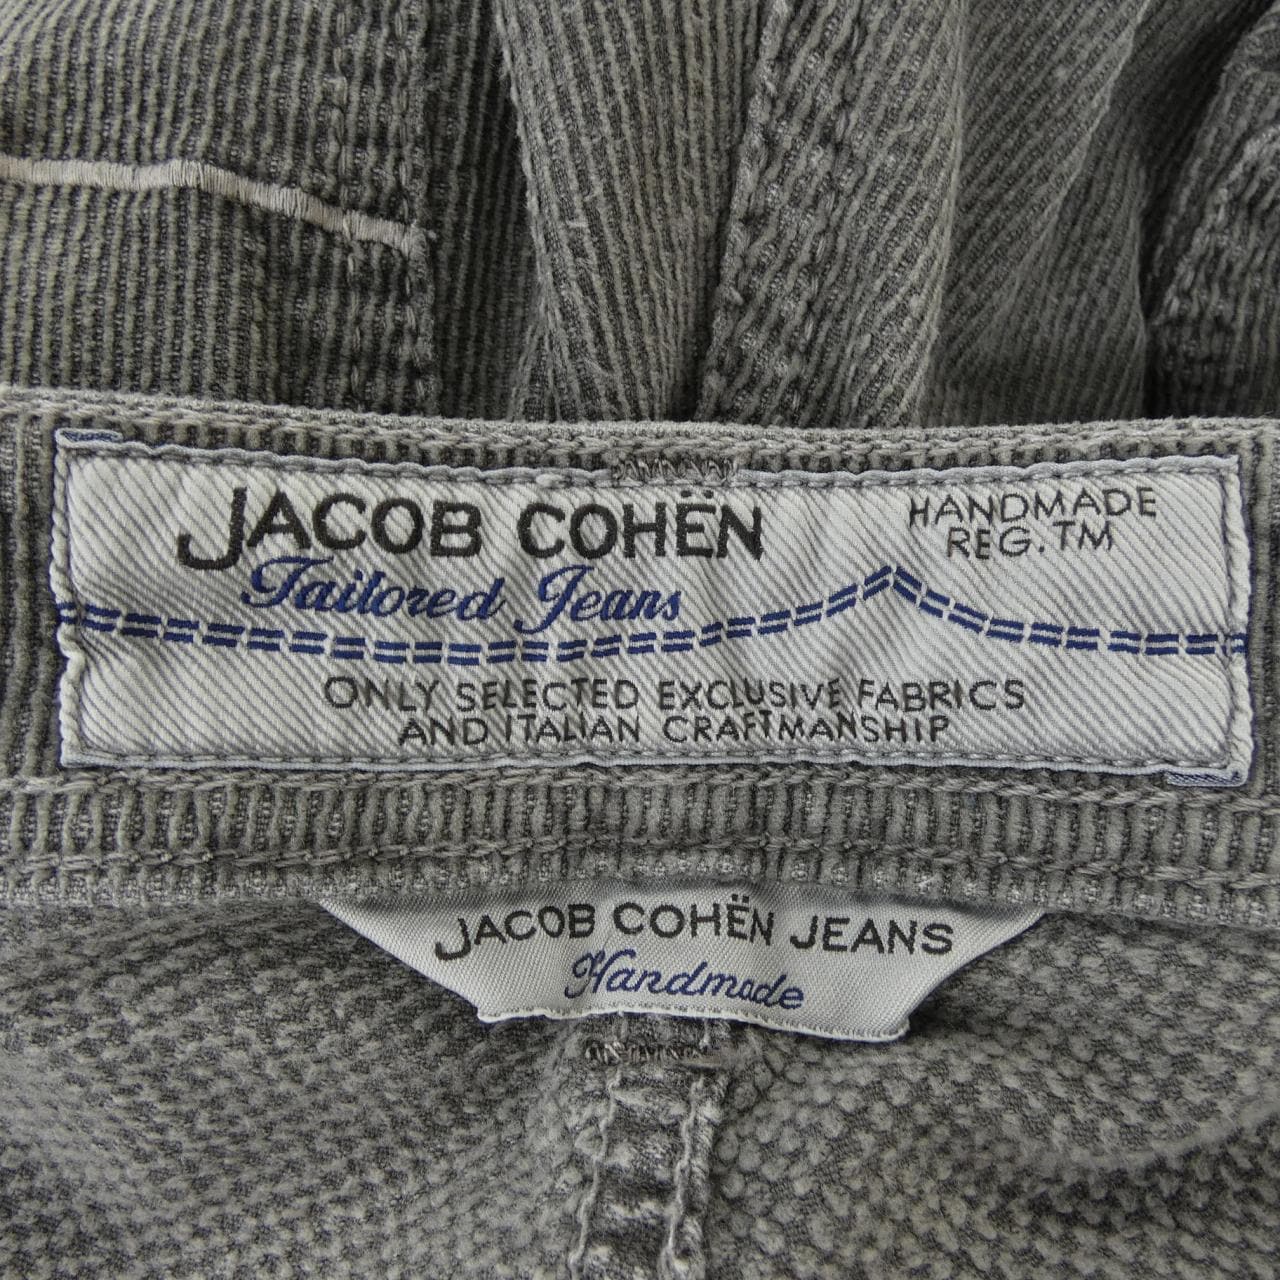 JACOB COHËN
HANDMADE
REG. TM
Tailored Jeans
ONLY SELECTED EXCLUSIVE FABRICS
AND ITALIAN CRAFTMANSHIP
JACOB COHËN JEANS
Handmade